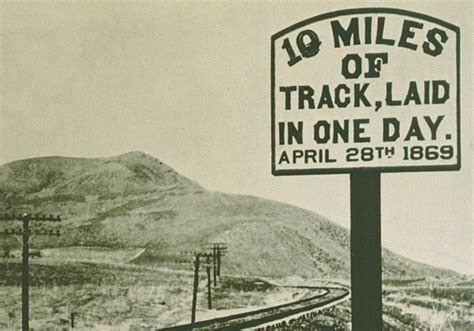 10 MILES
OF
TRACK, LAID
IN ONE DAY.
APRIL 28TH 1869